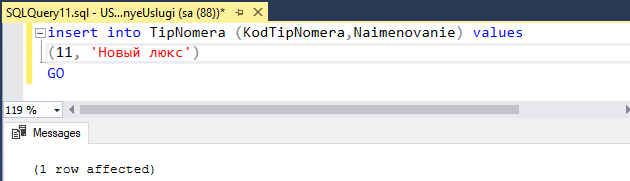 SQLQuery11.sql - US...nyeUslugi (sa (88))*
insert into TipNomera (KodTipNomera,Naimenovanie) values
(11, 'Новый люкс')
GO
119 %
Messages
(1 row affected)